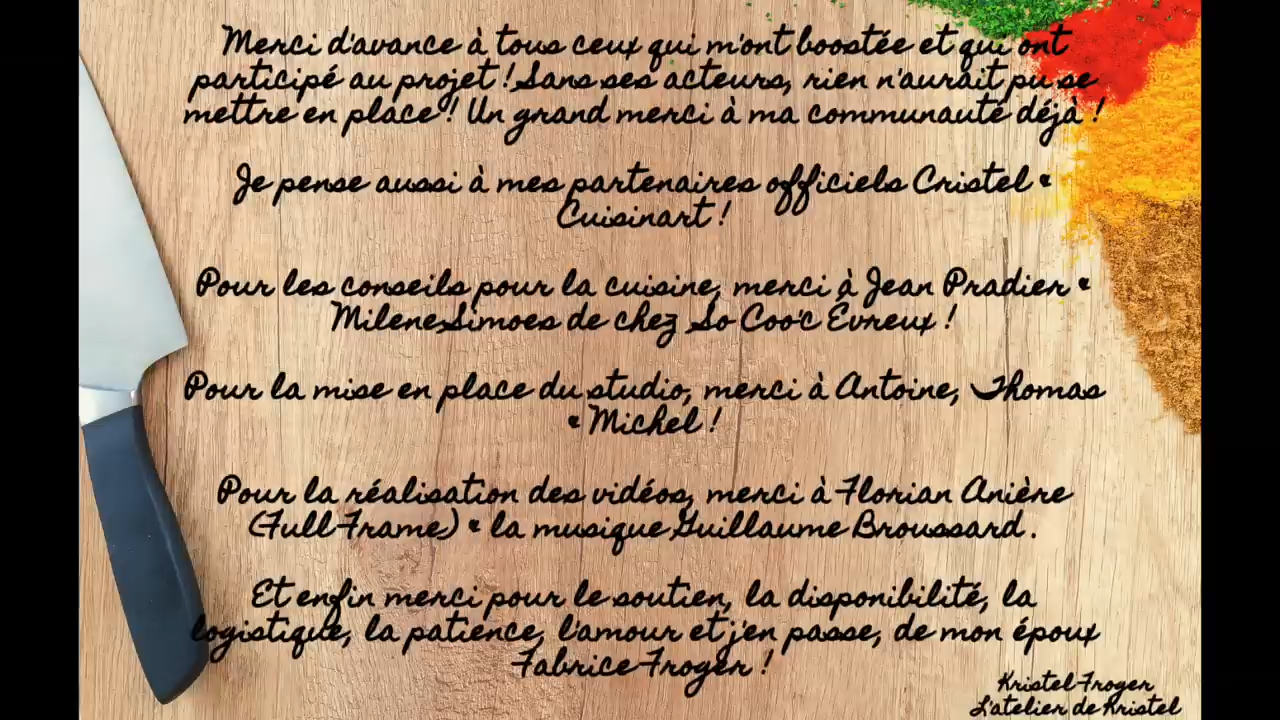 Merci d'avance à tous ceux qui m'ont boostée et qui ont
participé au projet ! Sans ses acteurs, rien n'aurait pu se
mettre en place ! Un grand merci à ma communauté déjà !
Je pense aussi à mes partenaires officiels Cristel &
Cuisinart !
Pour les conseils pour la cuisine, merci à Jean Pradier &
Milene Simoes de chez So Coo'c Évreux !
Pour la mise en place du studio, merci à Antoine, Thomas
& Michel !
Pour la réalisation des vidéos, merci à Florian Anière
(Full Frame) & la musique Guillaume Broussard .
Et enfin merci pour le soutien, la disponibilité, la
logistique, la patience, l'amour et j'en passe, de mon époux
Fabrice Froger !
Kristel Froger
L'atelier de Kristel